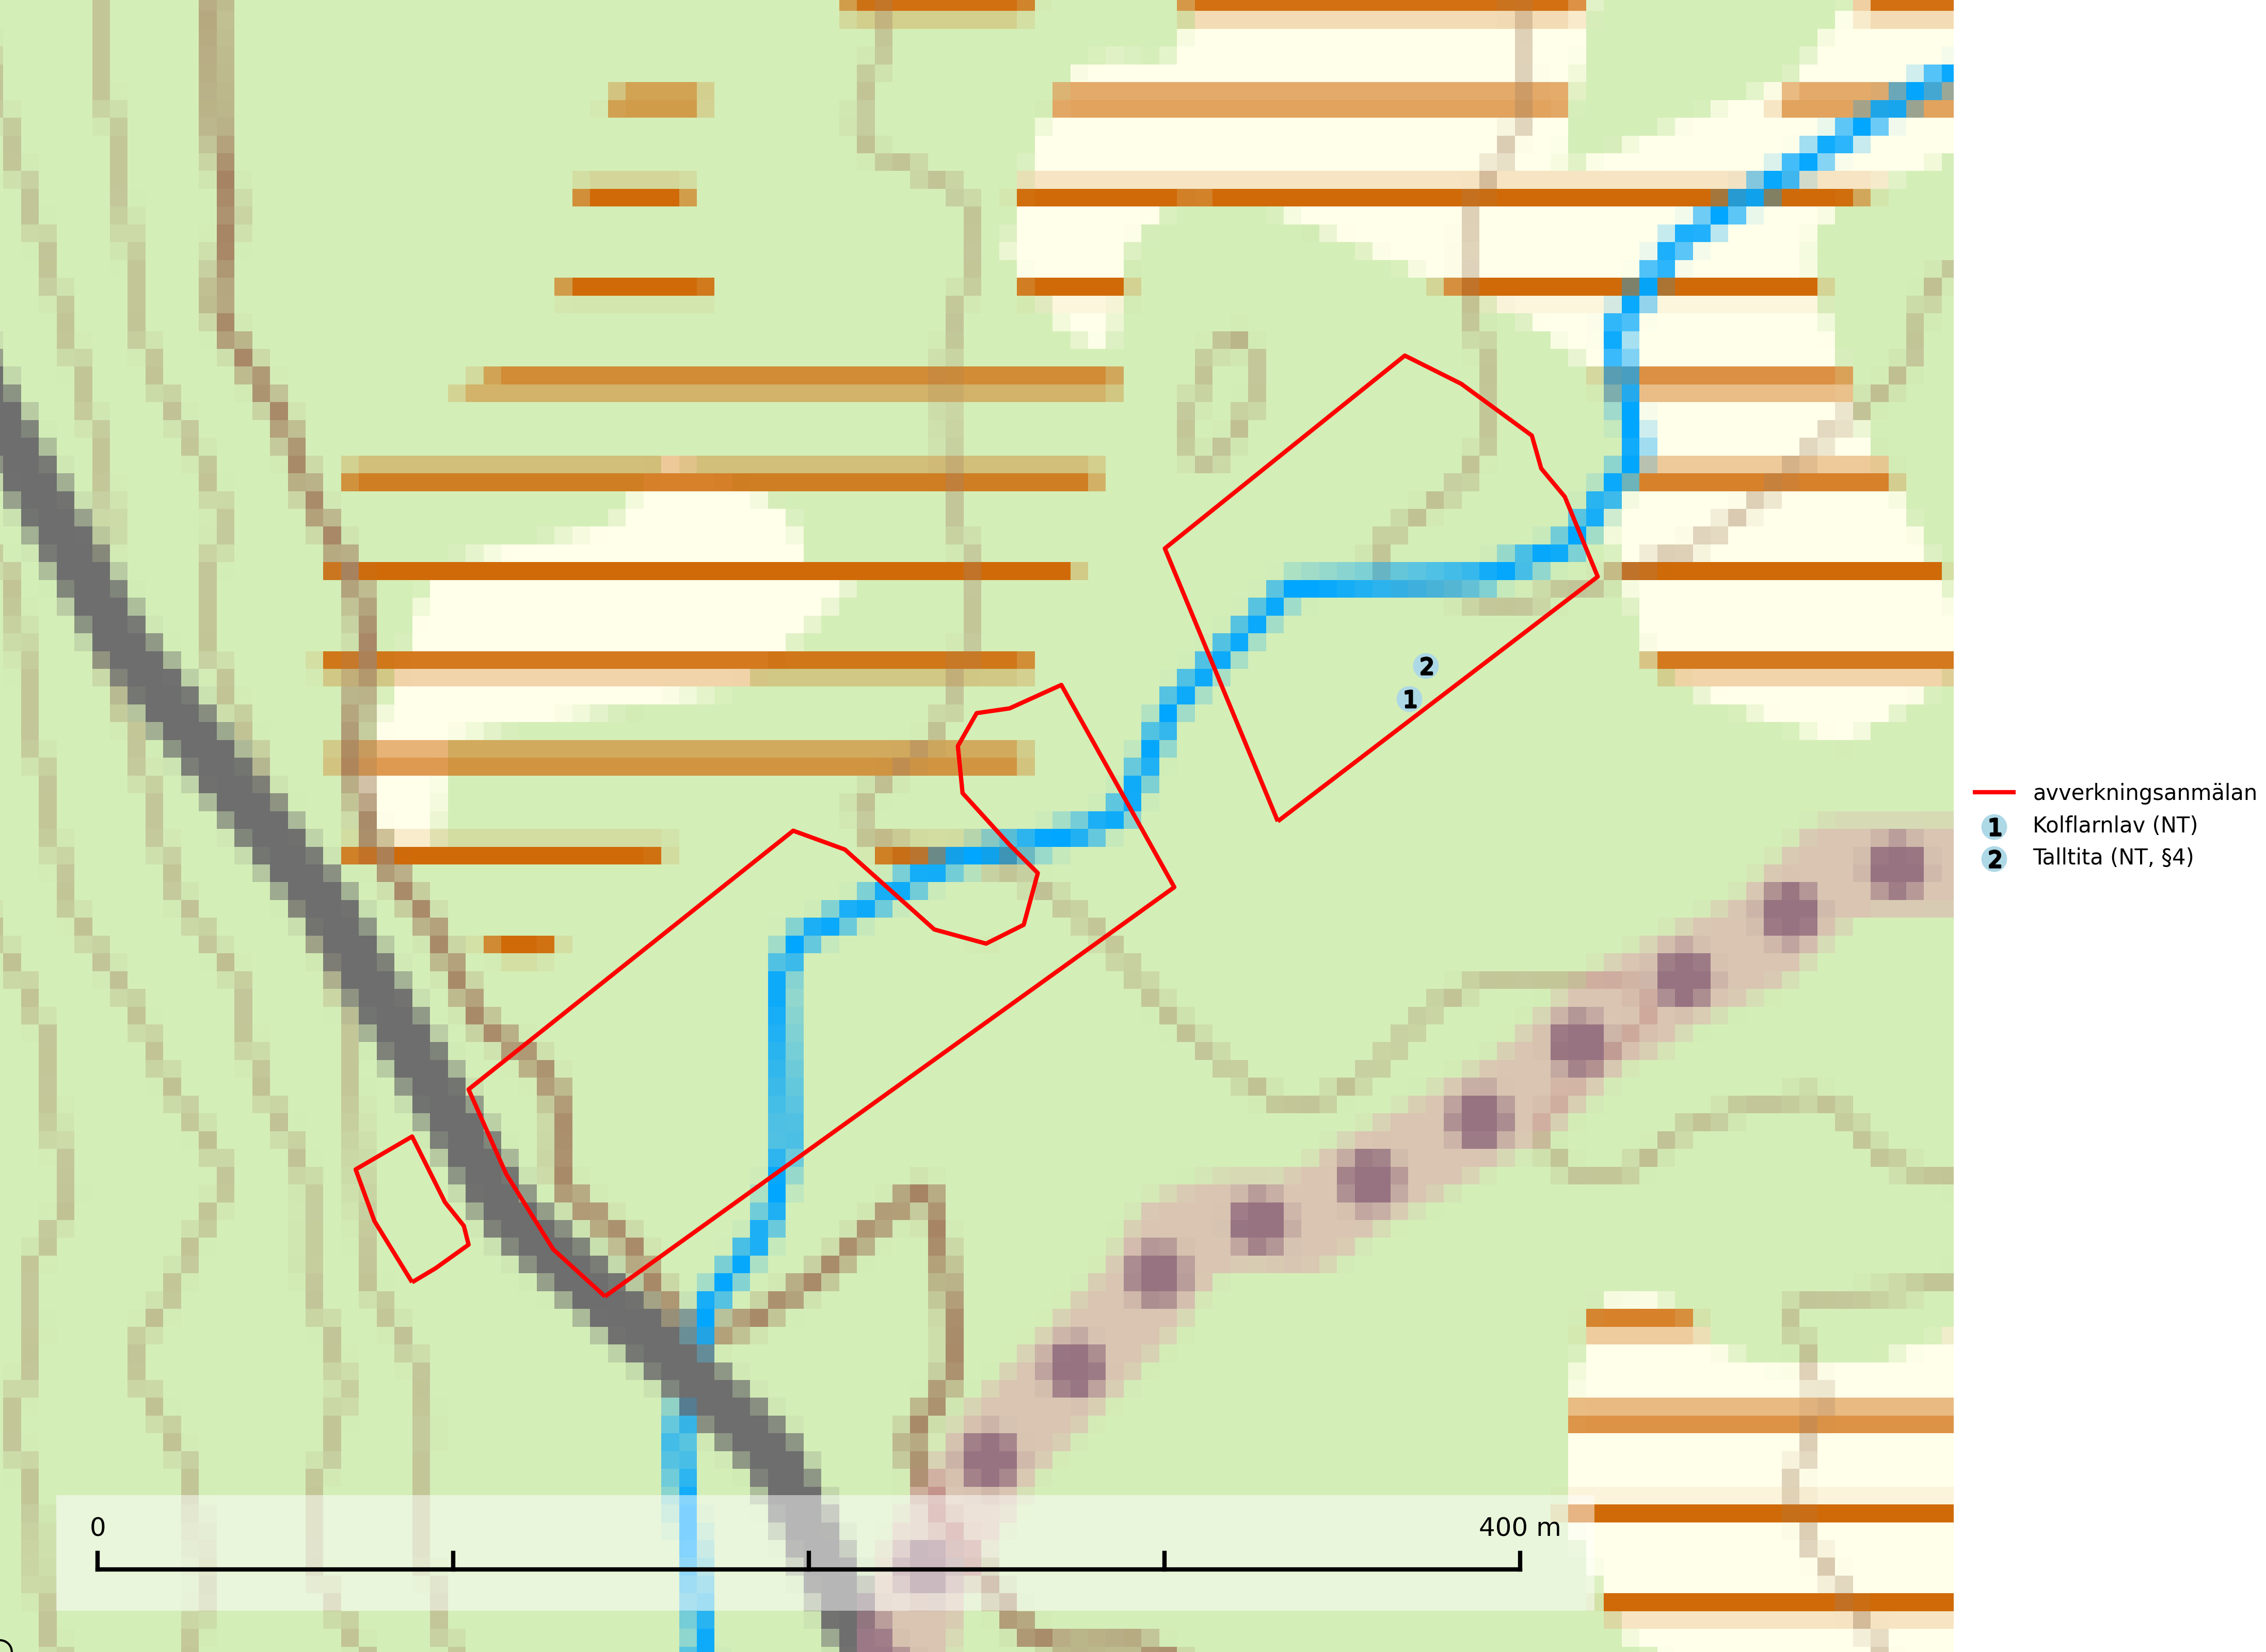 2
1
avverkningsanmälan
1 Kolflarnlav (NT)
2 Talltita (NT, §4)
0 400 m